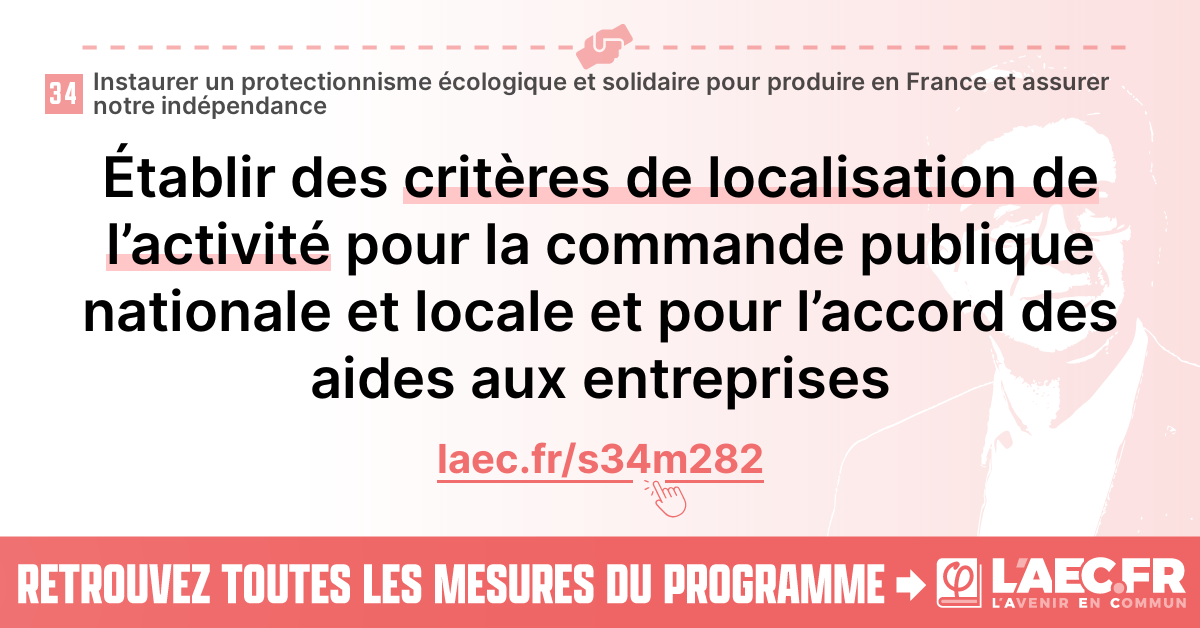 34
Instaurer un protectionnisme écologique et solidaire pour produire en France et assurer
notre indépendance
Établir des critères de localisation de
l’activité pour la commande publique
nationale et locale et pour l’accord des
aides aux entreprises
laec.fr/s34m282
RETROUVEZ TOUTES LES MESURES DU PROGRAMME
φ
L'AEC.FR
L'AVENIR EN COMMUN